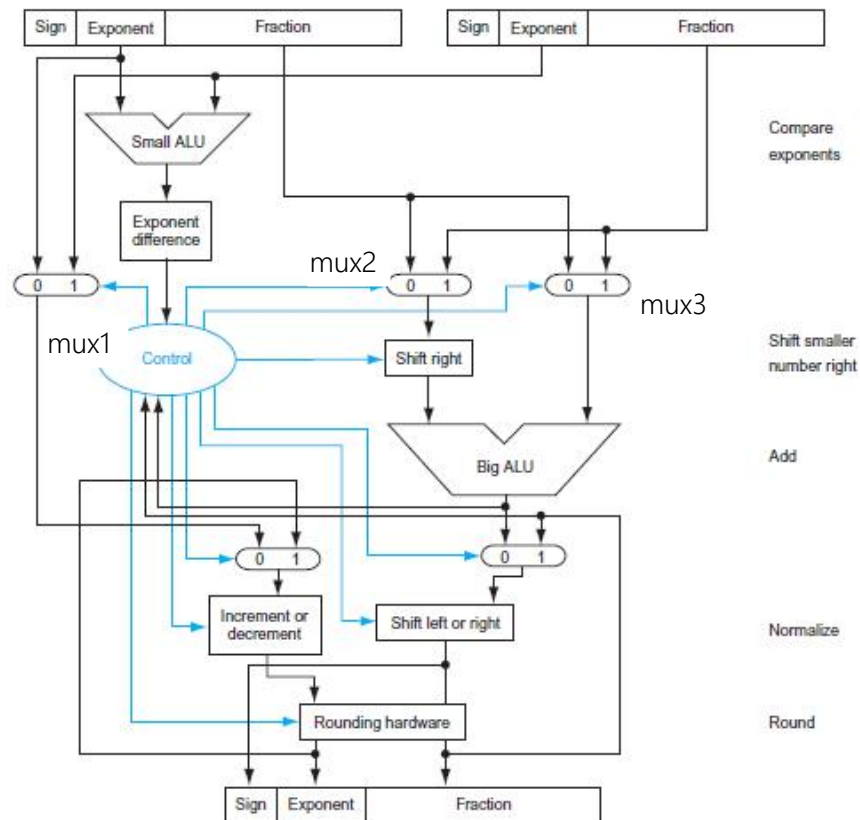 Sign Exponent Fraction Sign Exponent Fraction
Small ALU
Compare
exponents
Exponent
difference
mux2
0 1 0 1 0 1
mux3
mux1
Control
Shift right
Shift smaller
number right
Big ALU
Add
0 1 0 1
Increment or
decrement
Shift left or right
Normalize
Rounding hardware
Round
Sign Exponent Fraction